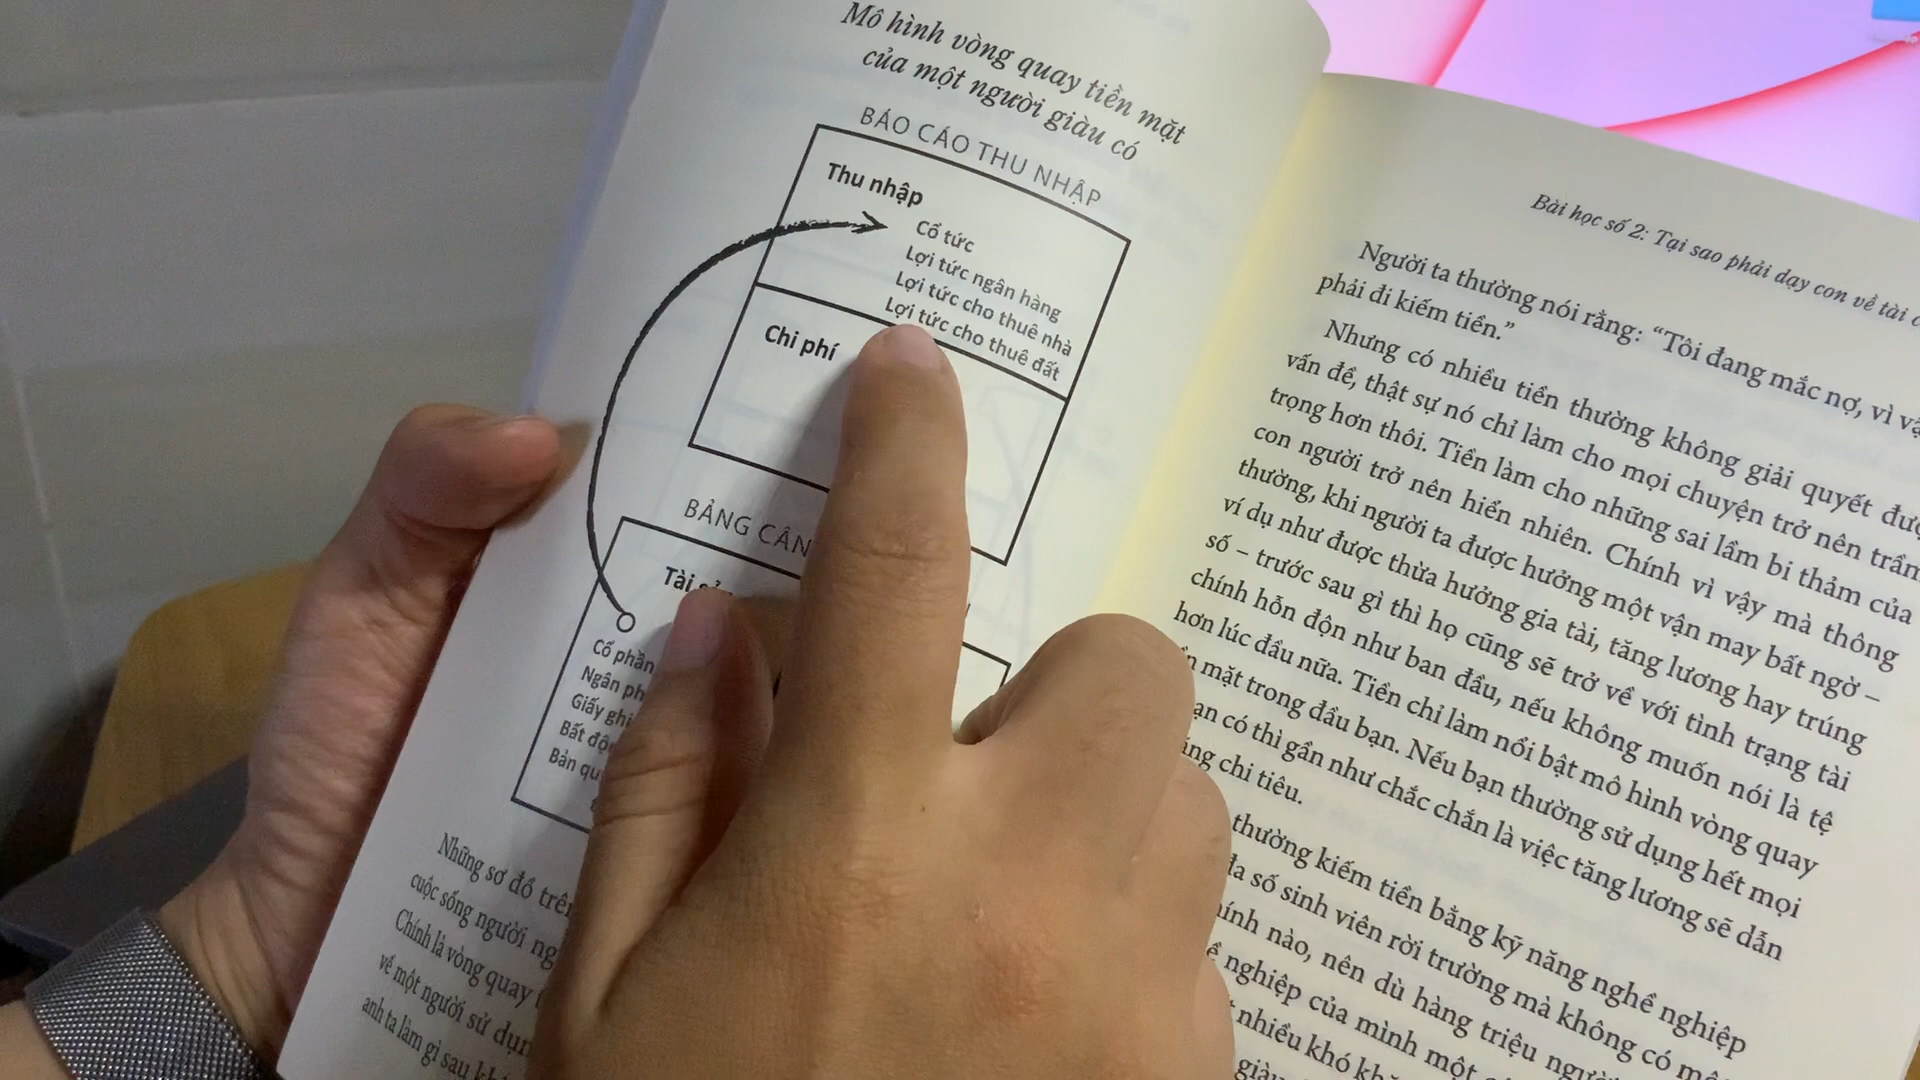 Mô hình vòng quay tiền mặt
của một người giàu có
BÁO CÁO THU NHẬP
Thu nhập
Cổ tức
Lợi tức ngân hàng
Lợi tức cho thuê nhà
Lợi tức cho thuê đất
Chi phí
BẢNG CÂN
Tài
Cổ phần
Ngân
Giấy ghi
Bất
Bản
Những sơ đồ
cuộc sống người
Chính là vòng quay
về một người sử
anh ta làm gì sau
Bài học số 2: Tại sao phải dạy con về tài
Người ta thường nói rằng: “Tôi đang mắc nợ, vì
phải đi kiếm tiền.”
Nhưng có nhiều tiền thường không giải quyết
vấn đề, thật sự nó chỉ làm cho mọi chuyện trở nên trầm
trọng hơn thôi. Tiền làm cho những sai lầm bi thảm của
con người trở nên hiển nhiên. Chính vì vậy mà thông
thường, khi người ta được hưởng một vận may bất ngờ –
ví dụ như được thừa hưởng gia tài, tăng lương hay trúng
số – trước sau gì thì họ cũng sẽ trở về với tình trạng tài
chính hỗn độn như ban đầu, nếu không muốn nói là tệ
hơn lúc đầu nữa. Tiền chỉ làm nổi bật mô hình vòng quay
mặt trong đầu bạn. Nếu bạn thường sử dụng hết mọi
có thì gần như chắc chắn là việc tăng lương sẽ dẫn
chi tiêu.
thường kiếm tiền bằng kỹ năng nghề nghiệp
số sinh viên rời trường mà không có
nào, nên dù hàng triệu
nghiệp của mình một
nhiều khó
giàu